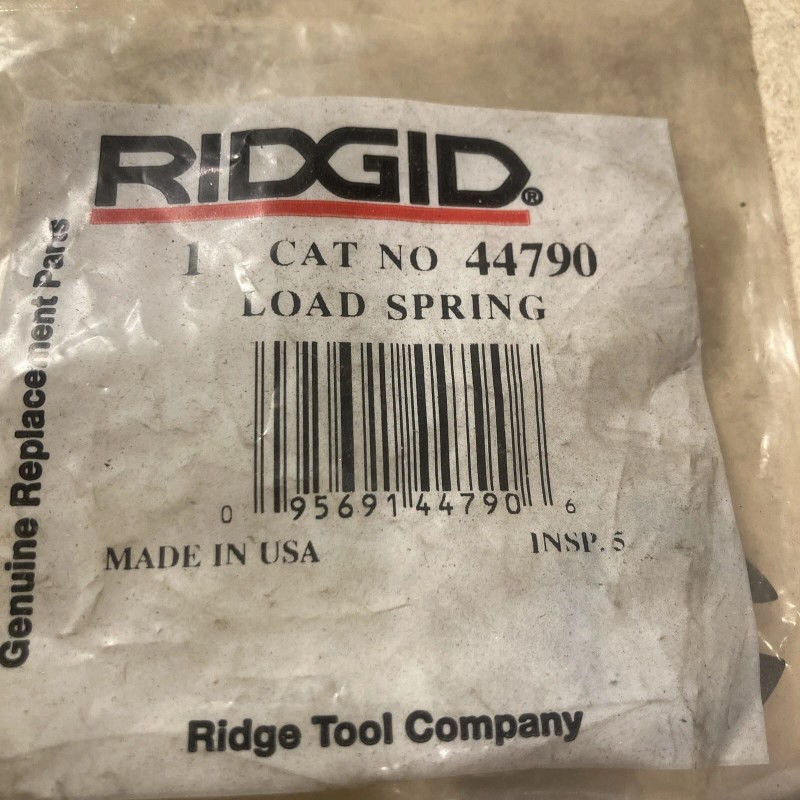 RIDGID®
1 CAT NO 44790
LOAD SPRING
0 95691 44790 6
MADE IN USA INSP. 5
Ridge Tool Company
Genuine Replacement Parts